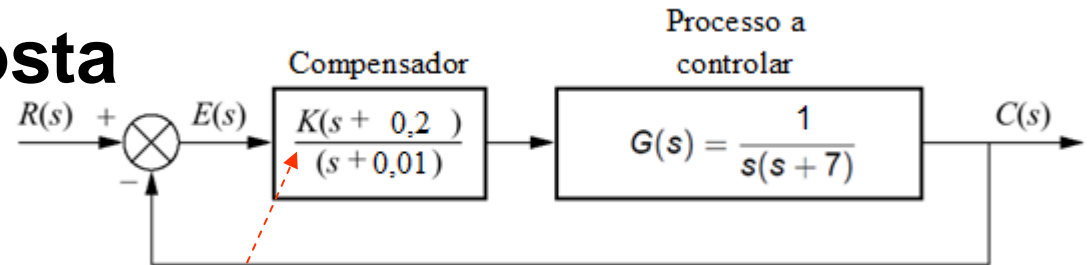 osta
Processo a
controlar
Compensador
R(s) +
E(s)
K(s + 0,2 )
(s + 0,01)
G(s) = 1
s(s + 7)
C(s)
−